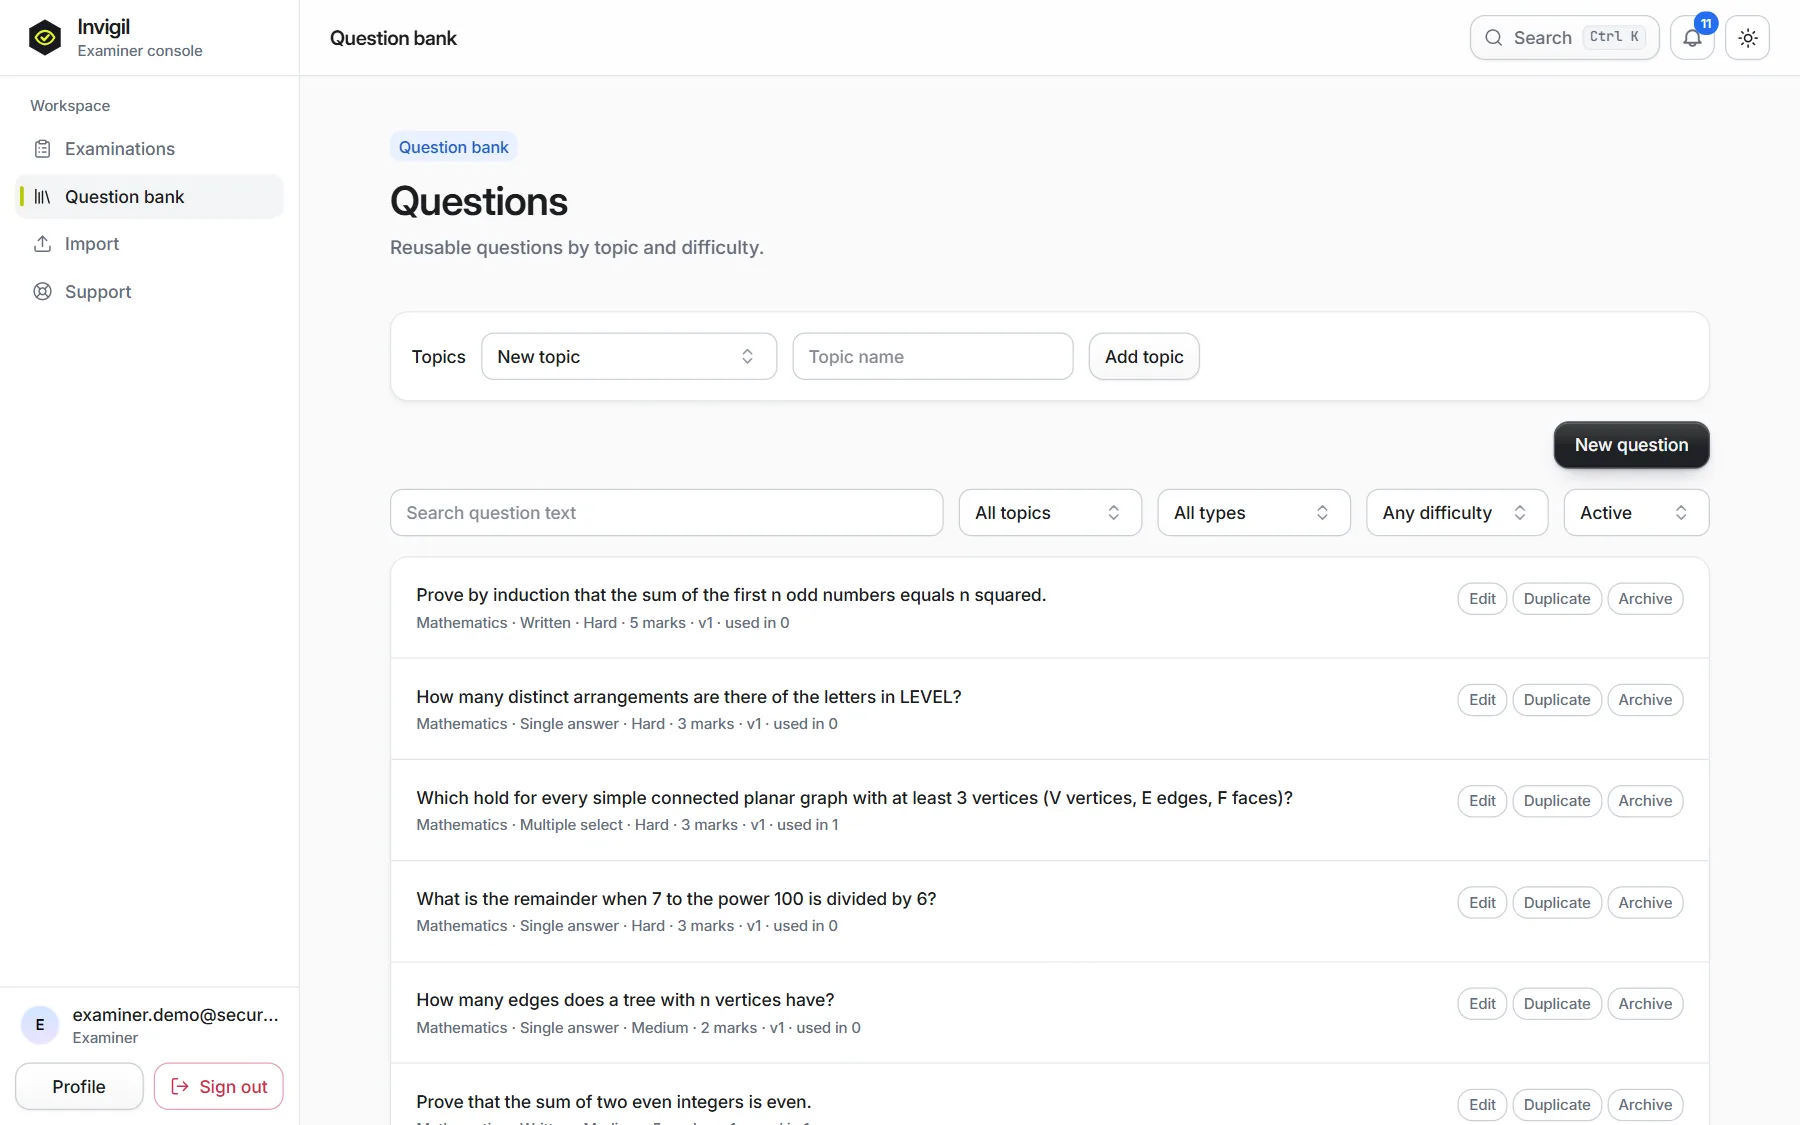 Invigil
Examiner console
Question bank
Search Ctrl K
11
Workspace
Examinations
Question bank
Import
Support
Question bank
Questions
Reusable questions by topic and difficulty.
Topics New topic Topic name Add topic
New question
Search question text All topics All types Any difficulty Active
Prove by induction that the sum of the first n odd numbers equals n squared.
Mathematics · Written · Hard · 5 marks · v1 · used in 0
Edit Duplicate Archive
How many distinct arrangements are there of the letters in LEVEL?
Mathematics · Single answer · Hard · 3 marks · v1 · used in 0
Edit Duplicate Archive
Which hold for every simple connected planar graph with at least 3 vertices (V vertices, E edges, F faces)?
Mathematics · Multiple select · Hard · 3 marks · v1 · used in 1
Edit Duplicate Archive
What is the remainder when 7 to the power 100 is divided by 6?
Mathematics · Single answer · Hard · 3 marks · v1 · used in 0
Edit Duplicate Archive
How many edges does a tree with n vertices have?
Mathematics · Single answer · Medium · 2 marks · v1 · used in 0
Edit Duplicate Archive
Prove that the sum of two even integers is even.
Edit Duplicate Archive
E
examiner.demo@secur...
Examiner
Profile
Sign out